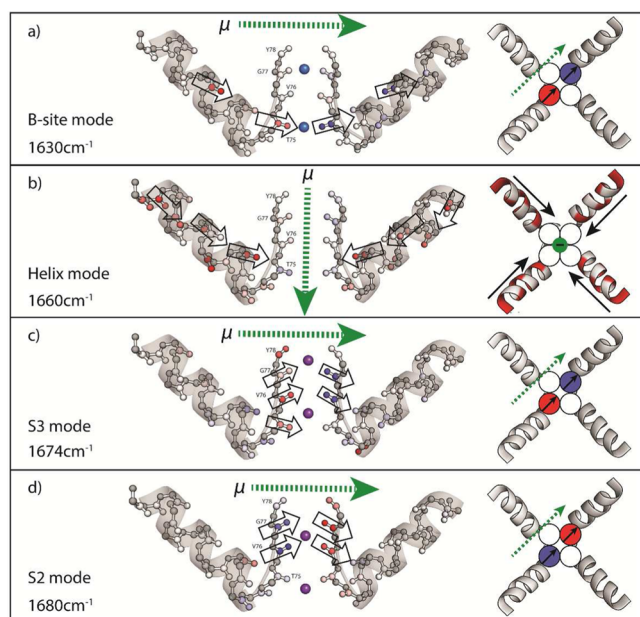 a)
μ
Y78
G77
V76
T75
B-site mode
1630cm⁻¹
b)
μ
Y78
G77
V76
T75
Helix mode
1660cm⁻¹
c)
μ
Y78
G77
V76
T75
S3 mode
1674cm⁻¹
d)
μ
Y78
G77
V76
T75
S2 mode
1680cm⁻¹